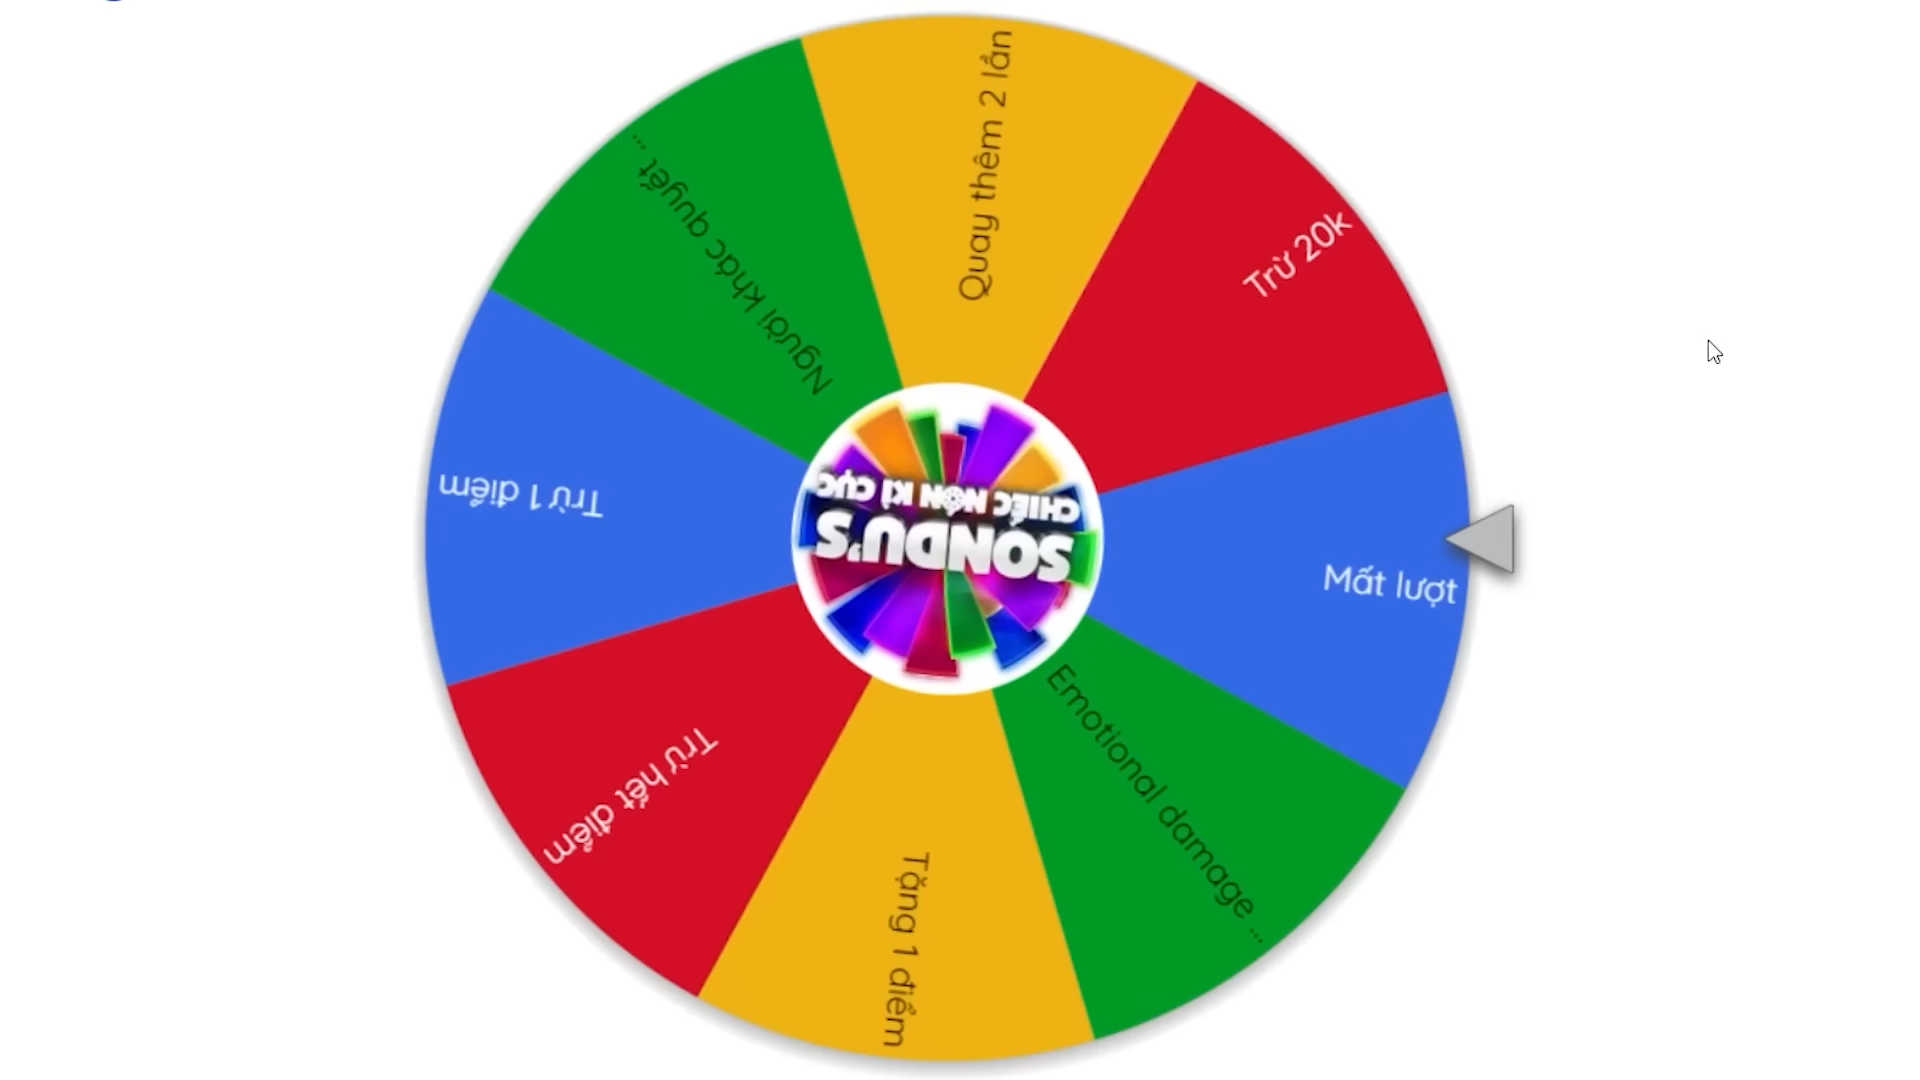 Quay thêm 2 lần
Trừ 20k
Mất lượt
Emotional damage ...
Tặng 1 điểm
Trừ hết điểm
Trừ 1 điểm
Người khác quyết ...
CHIẾC NÓN KÌ CỤC
SONDU'S